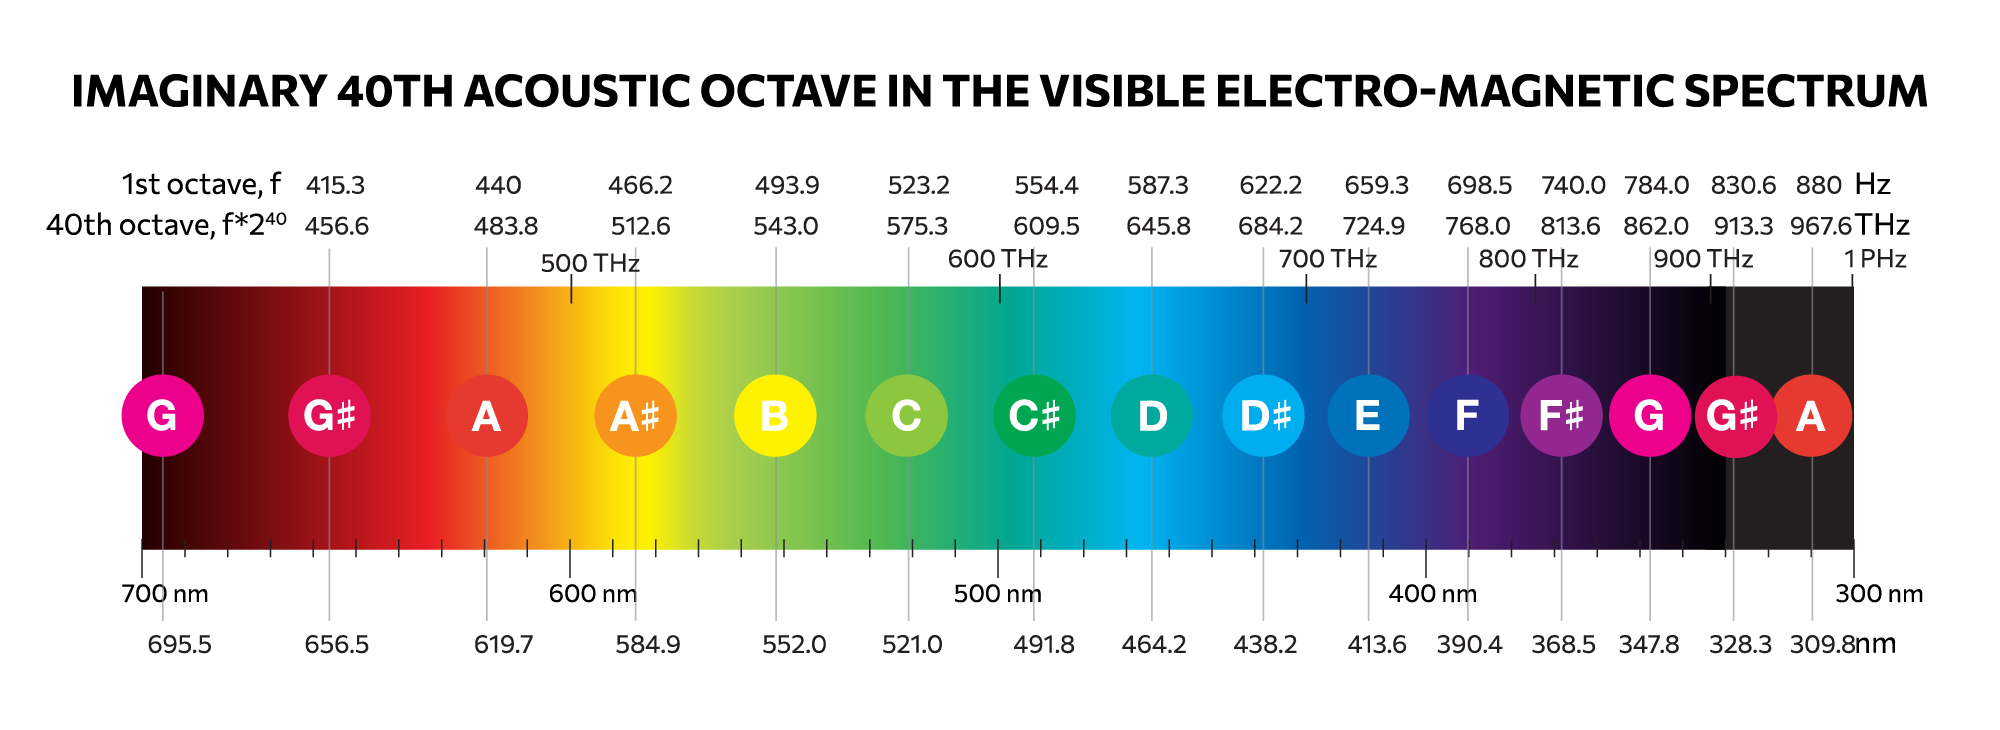 IMAGINARY 40TH ACOUSTIC OCTAVE IN THE VISIBLE ELECTRO-MAGNETIC SPECTRUM
1st octave, f 415.3 440 466.2 493.9 523.2 554.4 587.3 622.2 659.3 698.5 740.0 784.0 830.6 880 Hz
40th octave, f*2⁴⁰ 456.6 483.8 512.6 543.0 575.3 609.5 645.8 684.2 724.9 768.0 813.6 862.0 913.3 967.6 THz
500 THz 600 THz 700 THz 800 THz 900 THz 1 PHz
G G♯ A A♯ B C C♯ D D♯ E F F♯ G G♯ A
700 nm 600 nm 500 nm 400 nm 300 nm
695.5 656.5 619.7 584.9 552.0 521.0 491.8 464.2 438.2 413.6 390.4 368.5 347.8 328.3 309.8 nm